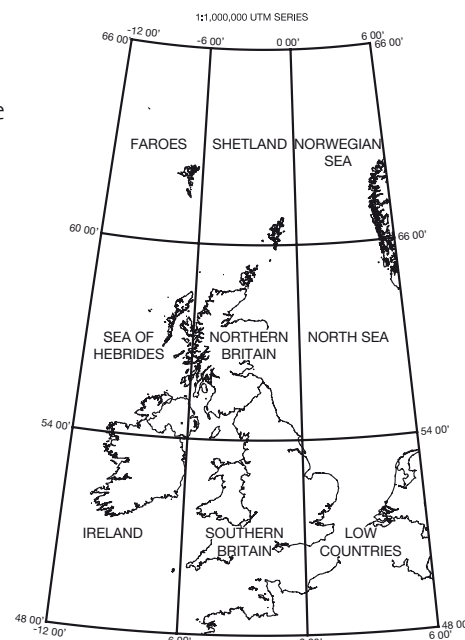 1:1,000,000 UTM SERIES
-12 00' -6 00' 0 00' 6 00'
66 00' 66 00'
e
FAROES SHETLAND NORWEGIAN
SEA
60 00' 66 00'
SEA OF NORTHERN NORTH SEA
HEBRIDES BRITAIN
54 00' 54 00'
IRELAND SOUTHERN LOW
BRITAIN COUNTRIES
48 00' 48 00
-12 00' 6 00'